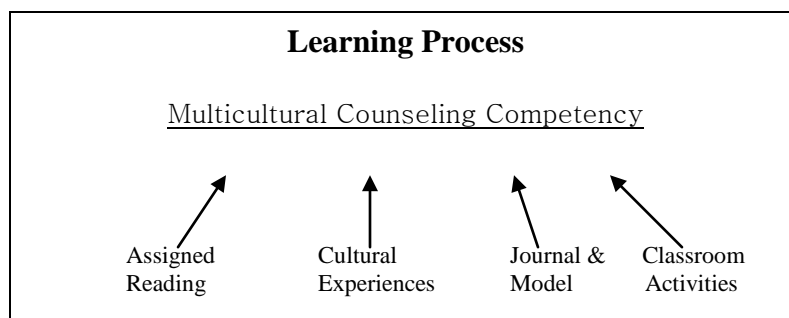 Learning Process
Multicultural Counseling Competency
Assigned Reading
Cultural Experiences
Journal & Model
Classroom Activities